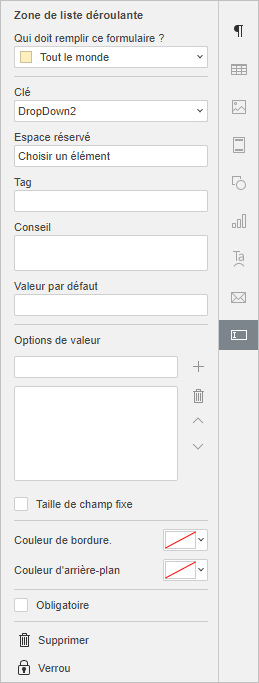 Zone de liste déroulante
Qui doit remplir ce formulaire ?
Tout le monde
Clé
DropDown2
Espace réservé
Choisir un élément
Tag
Conseil
Valeur par défaut
Options de valeur
Taille de champ fixe
Couleur de bordure.
Couleur d'arrière-plan
Obligatoire
Supprimer
Verrou